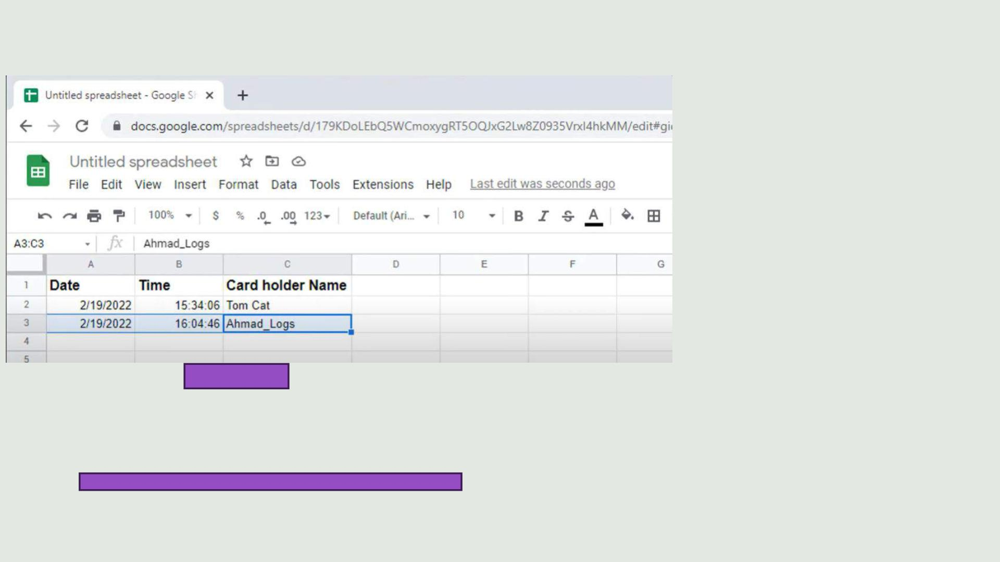 Untitled spreadsheet - Google Sh
docs.google.com/spreadsheets/d/179KDoLEbQ5WCmoxygRT5OQJxG2Lw8Z0935VrxI4hkMM/edit#gi
Untitled spreadsheet
File Edit View Insert Format Data Tools Extensions Help Last edit was seconds ago
100% $ % .0 .00 123 Default (Ari... 10 B I S A
A3:C3 fx Ahmad_Logs
A B C D E F G
1 Date Time Card holder Name
2 2/19/2022 15:34:06 Tom Cat
3 2/19/2022 16:04:46 Ahmad_Logs
4
5